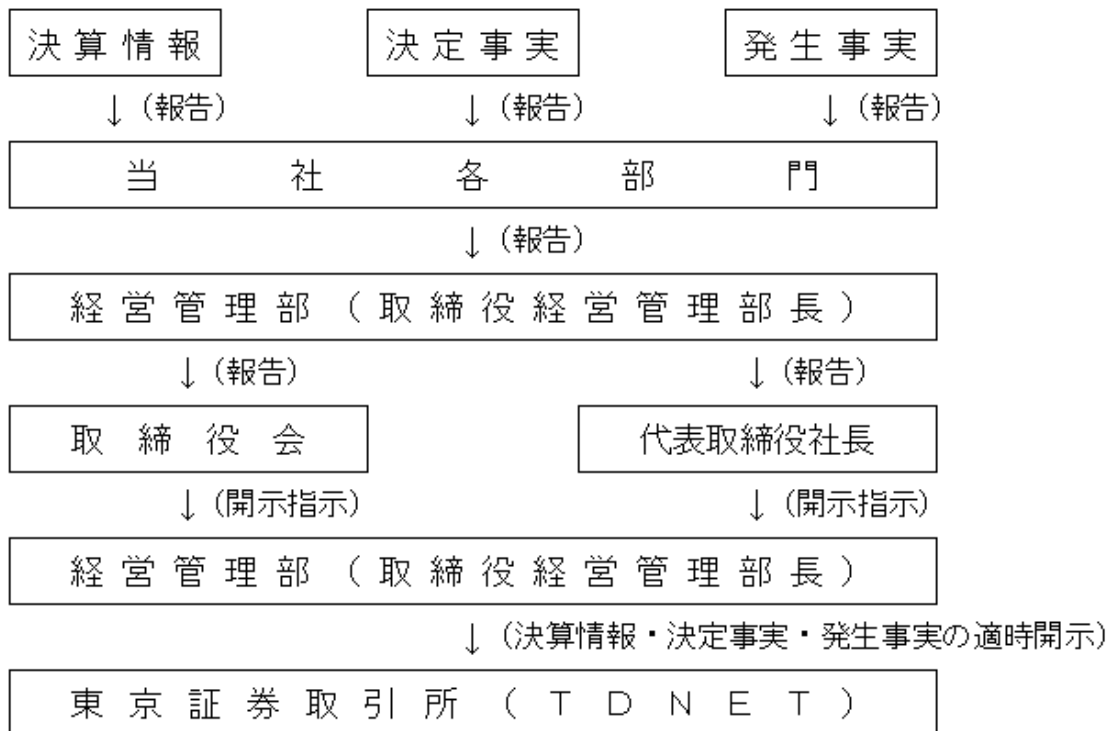 決算情報 決定事実 発生事実
↓（報告） ↓（報告） ↓（報告）
当社各部門
↓（報告）
経営管理部（取締役経営管理部長）
↓（報告） ↓（報告）
取締役会 代表取締役社長
↓（開示指示） ↓（開示指示）
経営管理部（取締役経営管理部長）
↓（決算情報・決定事実・発生事実の適時開示）
東京証券取引所（ＴＤＮＥＴ）